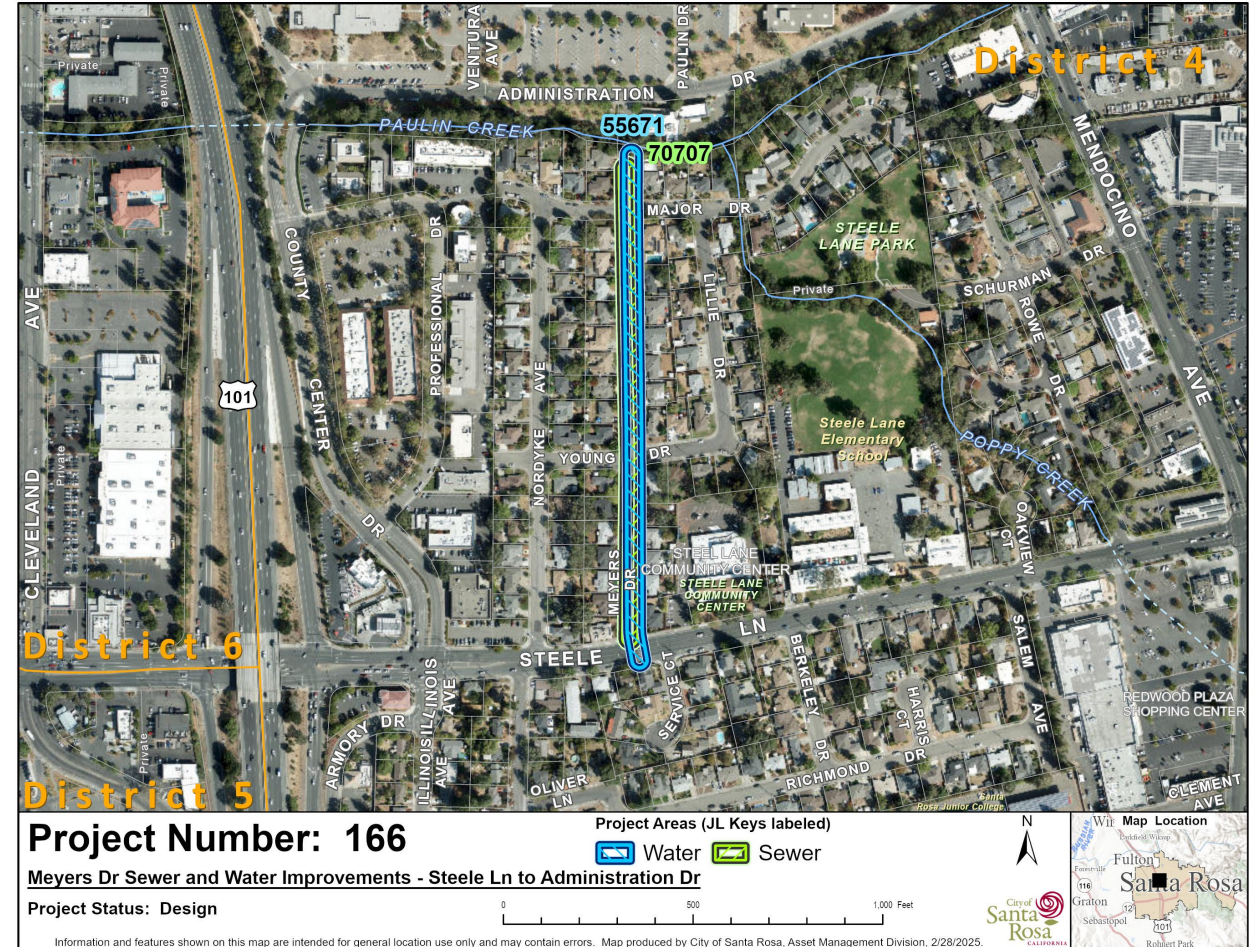 Private
Private
VENTURA
AVE
PAULIN DR
ADMINISTRATION
DR
District 4
PAULIN CREEK
55671
70707
MENDOCINO
AVE
MAJOR DR
STEELE
LANE PARK
COUNTY
CENTER
DR
PROFESSIONAL DR
LILLIE
DR
Private
SCHURMAN
DR
ROWE
DR
AVE
101
NORDYKE AVE
YOUNG DR
Steele Lane
Elementary
School
POPPY CREEK
CLEVELAND
Private
OAKVIEW
CT
MEYERS
DR
STEEL LANE
COMMUNITY CENTER
STEELE LANE
COMMUNITY
CENTER
District 6
STEELE
LN
SERVICE CT
BERKELEY
DR
HARRIS
CT
SALEM
AVE
REDWOOD PLAZA
SHOPPING CENTER
ARMORY
DR
ILLINOIS
AVE
ILLINOIS
AVE
Private
District 5
OLIVER
LN
RICHMOND
DR
Santa
Rosa Junior College
CLEMENT
AVE
Project Number: 166
Meyers Dr Sewer and Water Improvements - Steele Ln to Administration Dr
Project Status: Design
Project Areas (JL Keys labeled)
Water Sewer
0 500 1,000 Feet
N
City of
Santa
Rosa
CALIFORNIA
Map Location
Fulton
Forestville
116
Santa Rosa
Graton
12
Sebastopol
101
Rohnert Park
Information and features shown on this map are intended for general location use only and may contain errors. Map produced by City of Santa Rosa, Asset Management Division, 2/28/2025.